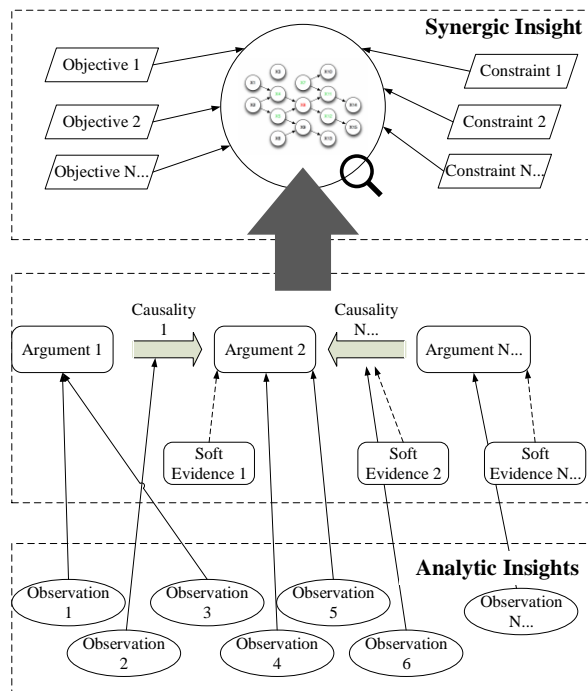 Synergic Insight
Objective 1
Constraint 1
Objective 2
Constraint 2
Objective N...
Constraint N...
Causality
1
Causality
N...
Argument 1
Argument 2
Argument N...
Soft
Evidence 1
Soft
Evidence 2
Soft
Evidence N...
Analytic Insights
Observation
1
Observation
3
Observation
5
Observation
N...
Observation
2
Observation
4
Observation
6